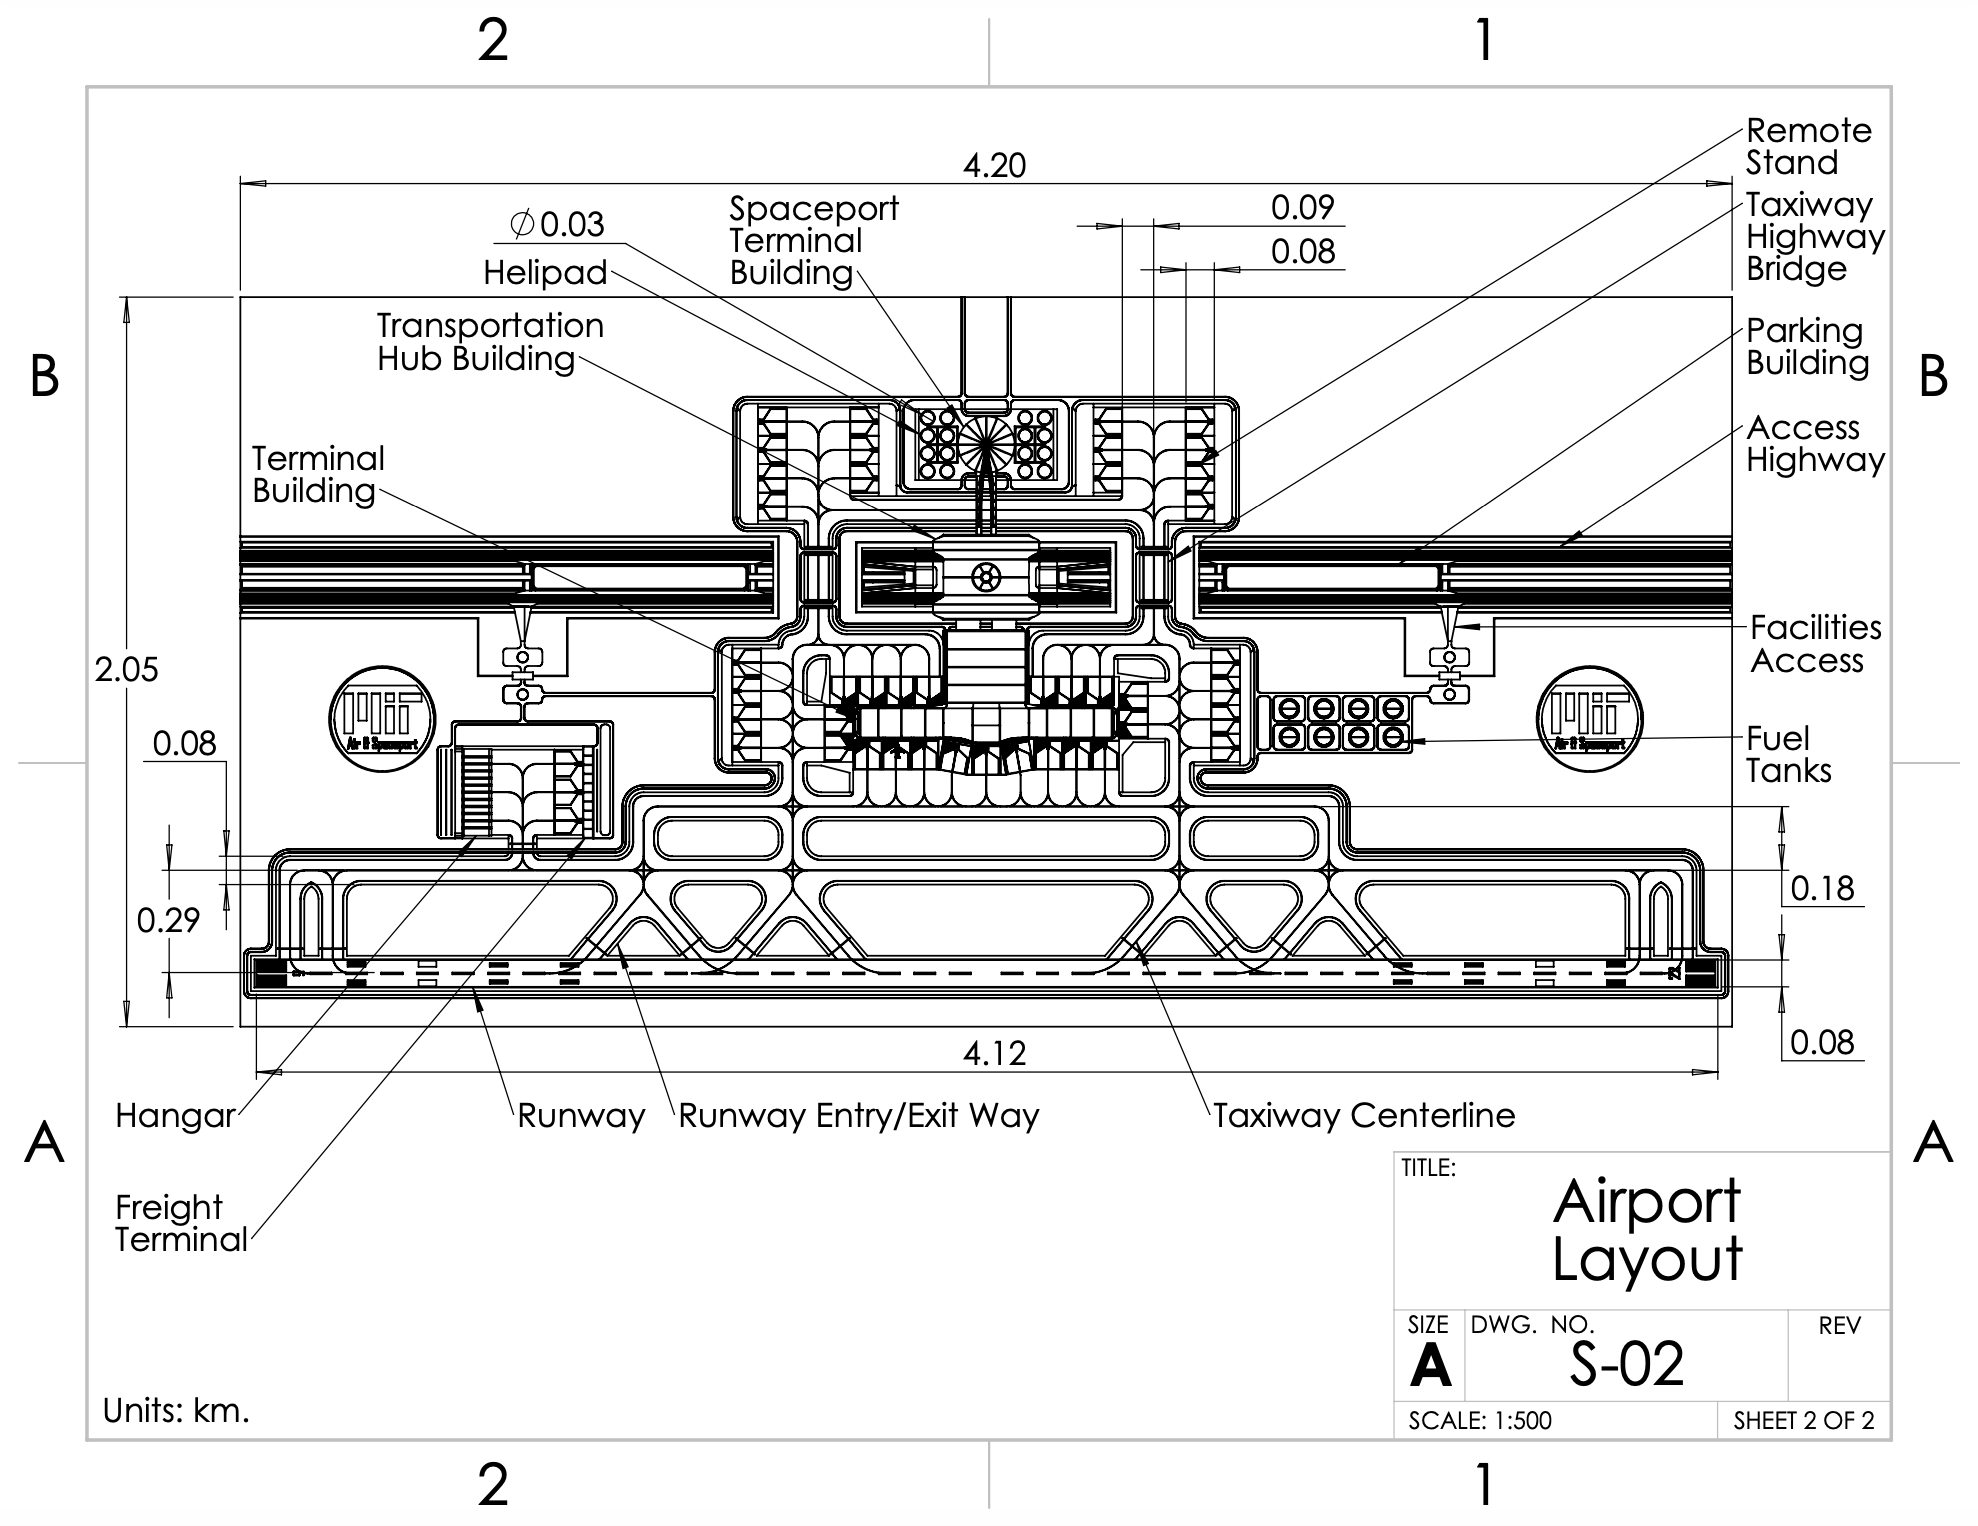 2
1
Remote
Stand
4.20
Taxiway
Highway
Bridge
Spaceport
Terminal
Building
0.09
⌀0.03
0.08
Helipad
Transportation
Hub Building
Parking
Building
B
B
Access
Highway
Terminal
Building
Facilities
Access
2.05
MIT
Air & Spaceport
MIT
Air & Spaceport
0.08
Fuel
Tanks
0.18
0.29
23
0.08
4.12
Hangar
Runway
Runway Entry/Exit Way
Taxiway Centerline
A
A
Freight
Terminal
TITLE:
Airport
Layout
SIZE
A
DWG. NO.
S-02
REV
Units: km.
SCALE: 1:500
SHEET 2 OF 2
2
1